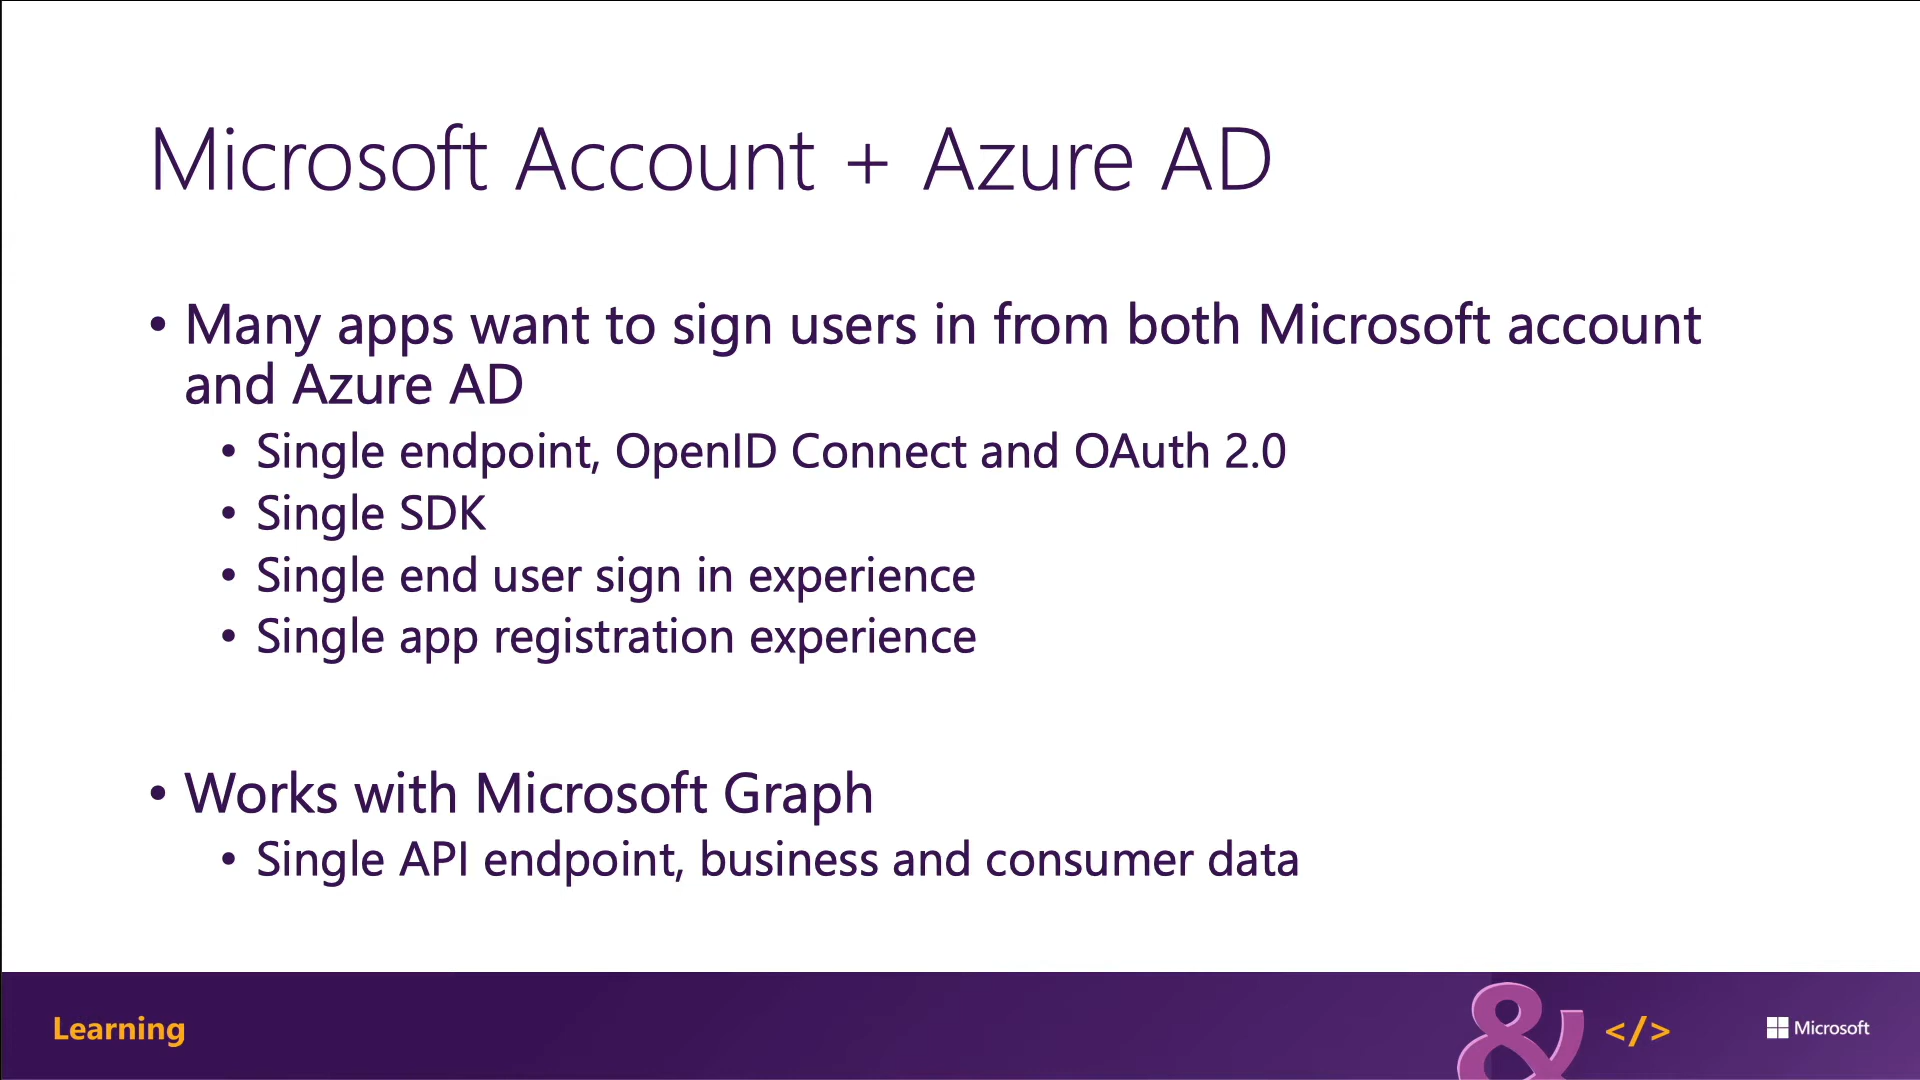 Microsoft Account + Azure AD
• Many apps want to sign users in from both Microsoft account
and Azure AD
• Single endpoint, OpenID Connect and OAuth 2.0
• Single SDK
• Single end user sign in experience
• Single app registration experience
• Works with Microsoft Graph
• Single API endpoint, business and consumer data
Learning
& </> Microsoft